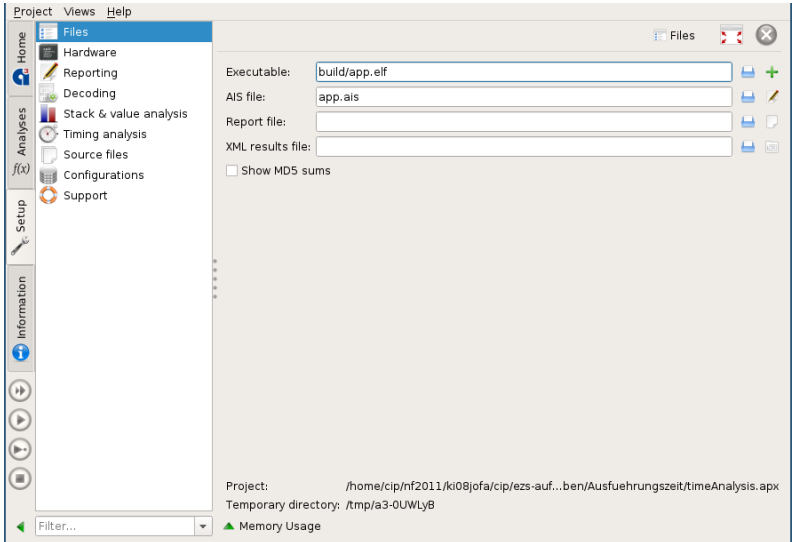 Project Views Help
Home
Analyses
f(x)
Setup
Information
Files
Hardware
Reporting
Decoding
Stack & value analysis
Timing analysis
Source files
Configurations
Support
Filter...
Files
Executable: build/app.elf
AIS file: app.ais
Report file:
XML results file:
Show MD5 sums
Project: /home/cip/nf2011/ki08jofa/cip/ezs-auf...ben/Ausfuehrungszeit/timeAnalysis.apx
Temporary directory: /tmp/a3-0UWLyB
Memory Usage